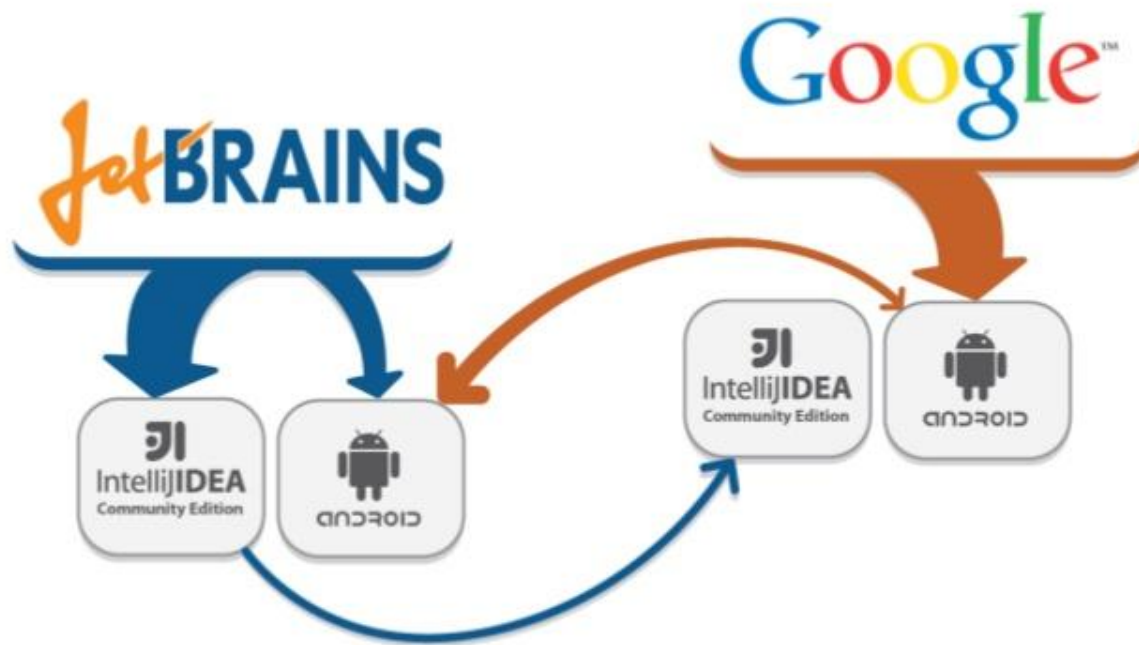 Google™
JetBRAINS
IntelliJIDEA
Community Edition
ANDROID
IntelliJIDEA
Community Edition
ANDROID